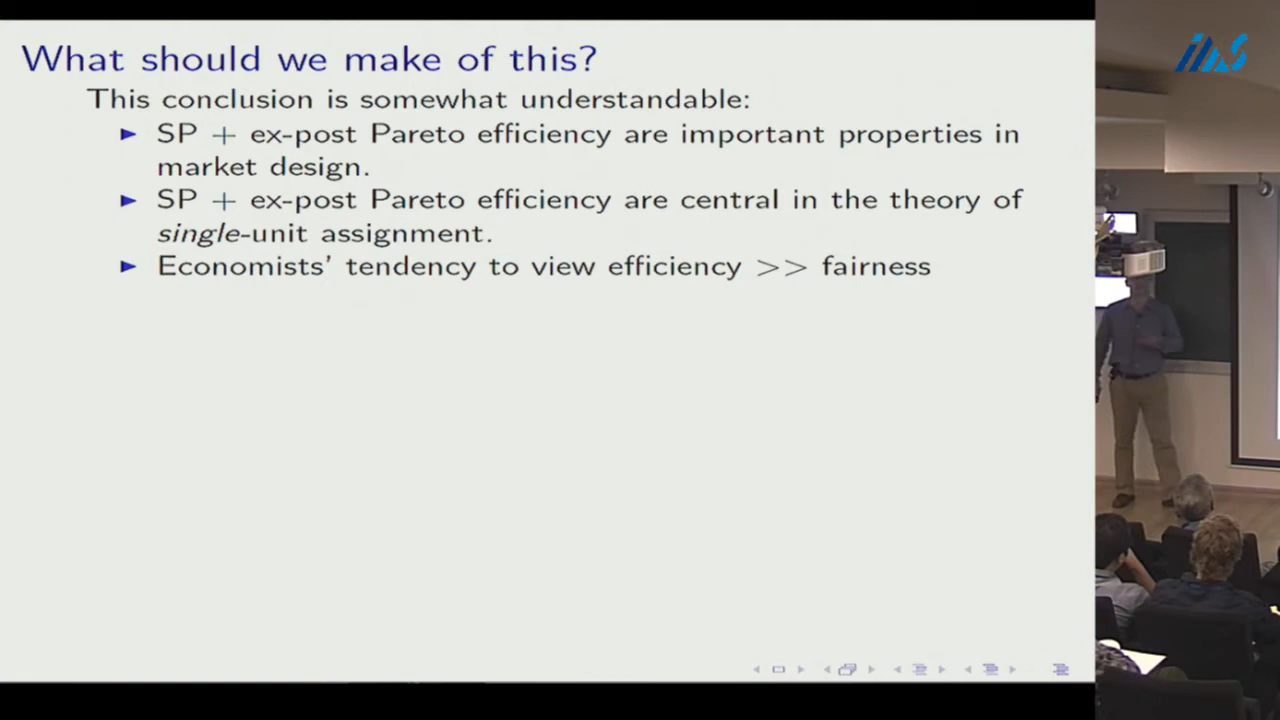 What should we make of this?
This conclusion is somewhat understandable:
► SP + ex-post Pareto efficiency are important properties in
market design.
► SP + ex-post Pareto efficiency are central in the theory of
single-unit assignment.
► Economists' tendency to view efficiency >> fairness
IIAS